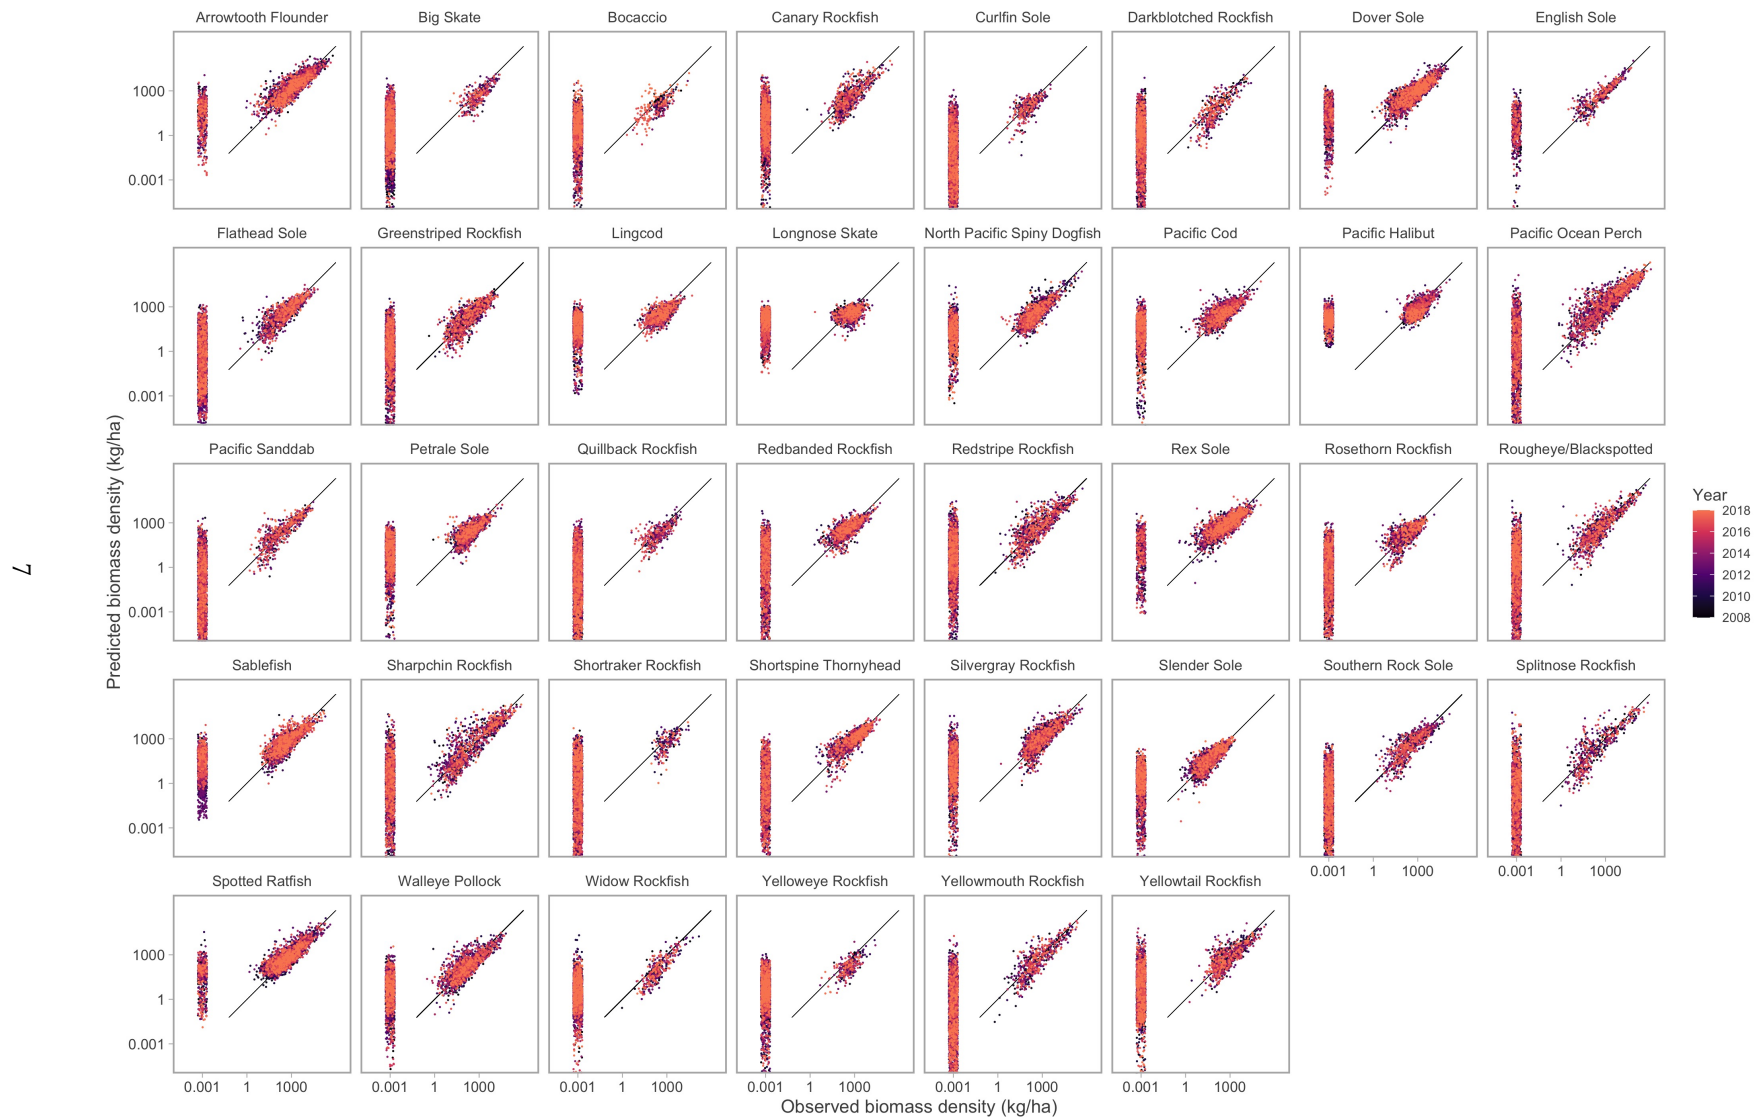 Arrowtooth Flounder Big Skate Bocaccio Canary Rockfish Curlfin Sole Darkblotched Rockfish Dover Sole English Sole
1000
1
0.001
Flathead Sole Greenstriped Rockfish Lingcod Longnose Skate North Pacific Spiny Dogfish Pacific Cod Pacific Halibut Pacific Ocean Perch
1000
1
0.001
Pacific Sanddab Petrale Sole Quillback Rockfish Redbanded Rockfish Redstripe Rockfish Rex Sole Rosethorn Rockfish Rougheye/Blackspotted
1000
1
0.001
Sablefish Sharpchin Rockfish Shortraker Rockfish Shortspine Thornyhead Silvergray Rockfish Slender Sole Southern Rock Sole Splitnose Rockfish
1000
1
0.001
0.001 1 1000 0.001 1 1000
Spotted Ratfish Walleye Pollock Widow Rockfish Yelloweye Rockfish Yellowmouth Rockfish Yellowtail Rockfish
1000
1
0.001
0.001 1 1000 0.001 1 1000 0.001 1 1000 0.001 1 1000 0.001 1 1000 0.001 1 1000
Observed biomass density (kg/ha)
Predicted biomass density (kg/ha)
Year
2018
2016
2014
2012
2010
2008
7